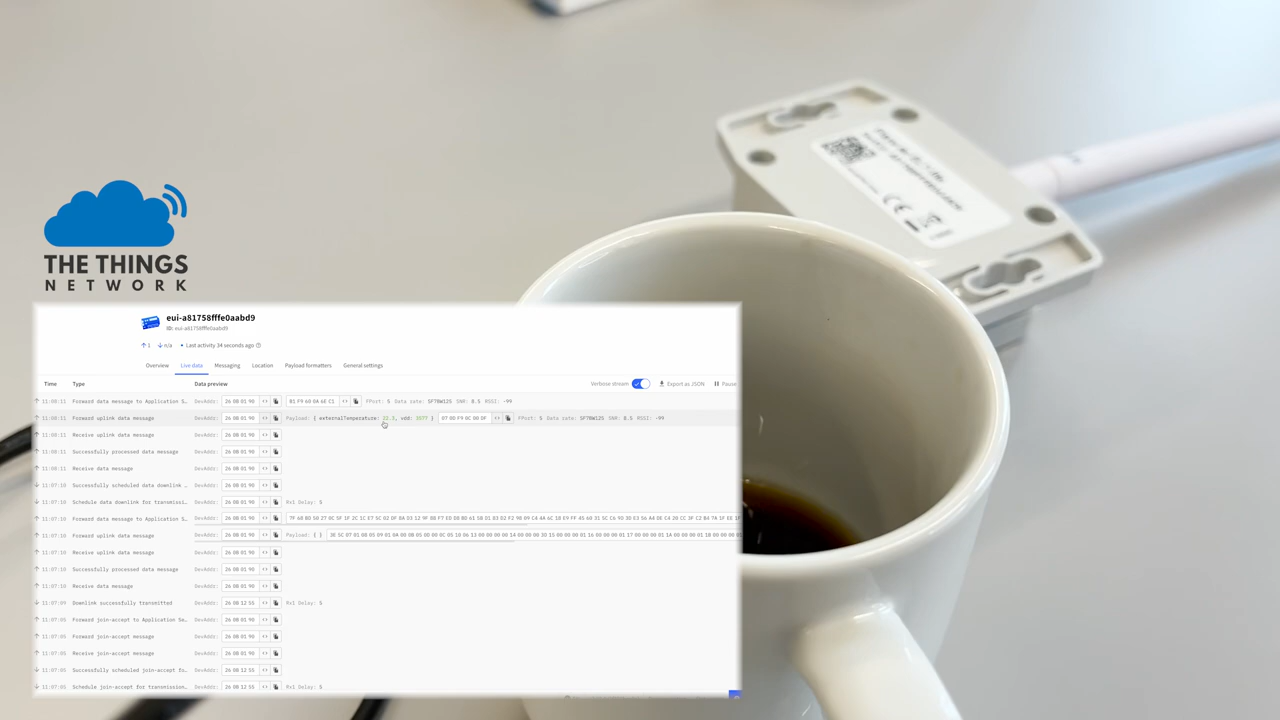 THE THINGS
NETWORK
eui-a81758fffe0aabd9
ID: eui-a81758fffe0aabd9
1 n/a • Last activity 34 seconds ago
Overview Live data Messaging Location Payload formatters General settings
Time Type Data preview Verbose stream Export as JSON Pause
11:08:11 Forward data message to Application S… DevAddr: 26 0B 01 90 FPort: 5 Data rate: SF7BW125 SNR: 8.5 RSSI: -99
11:08:11 Forward uplink data message DevAddr: 26 0B 01 90 Payload: { externalTemperature: 22.3, vdd: 3577 } FPort: 5 Data rate: SF7BW125 SNR: 8.5 RSSI: -99
11:08:11 Receive uplink data message DevAddr: 26 0B 01 90
11:08:11 Successfully processed data message DevAddr: 26 0B 01 90
11:08:11 Receive data message DevAddr: 26 0B 01 90
11:07:10 Successfully scheduled data downlink … DevAddr: 26 0B 01 90
11:07:10 Schedule data downlink for transmissi… DevAddr: 26 0B 01 90 Rx1 Delay: 5
11:07:10 Forward data message to Application S… DevAddr: 26 0B 01 90
11:07:10 Forward uplink data message DevAddr: 26 0B 01 90 Payload: { }
11:07:10 Receive uplink data message DevAddr: 26 0B 01 90
11:07:10 Successfully processed data message DevAddr: 26 0B 01 90
11:07:10 Receive data message DevAddr: 26 0B 01 90
11:07:09 Downlink successfully transmitted DevAddr: 26 0B 12 55 Rx1 Delay: 5
11:07:05 Forward join-accept to Application Se… DevAddr: 26 0B 01 90
11:07:05 Forward join-accept message DevAddr: 26 0B 01 90
11:07:05 Receive join-accept message DevAddr: 26 0B 01 90
11:07:05 Successfully scheduled join-accept fo… DevAddr: 26 0B 12 55
11:07:05 Schedule join-accept for transmission… DevAddr: 26 0B 12 55 Rx1 Delay: 5
CE